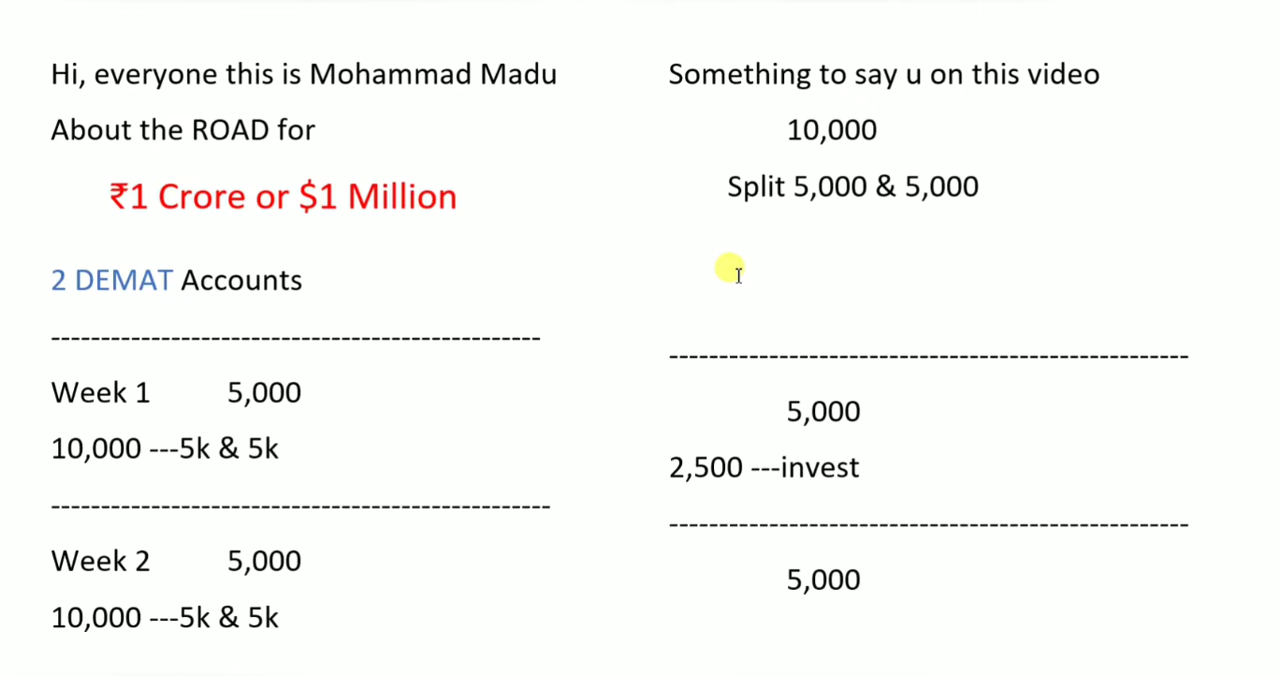 Hi, everyone this is Mohammad Madu
About the ROAD for
₹1 Crore or $1 Million
2 DEMAT Accounts
-------------------------------------------------
Week 1 5,000
10,000 ---5k & 5k
--------------------------------------------------
Week 2 5,000
10,000 ---5k & 5k
Something to say u on this video
10,000
Split 5,000 & 5,000
----------------------------------------------------
5,000
2,500 ---invest
----------------------------------------------------
5,000